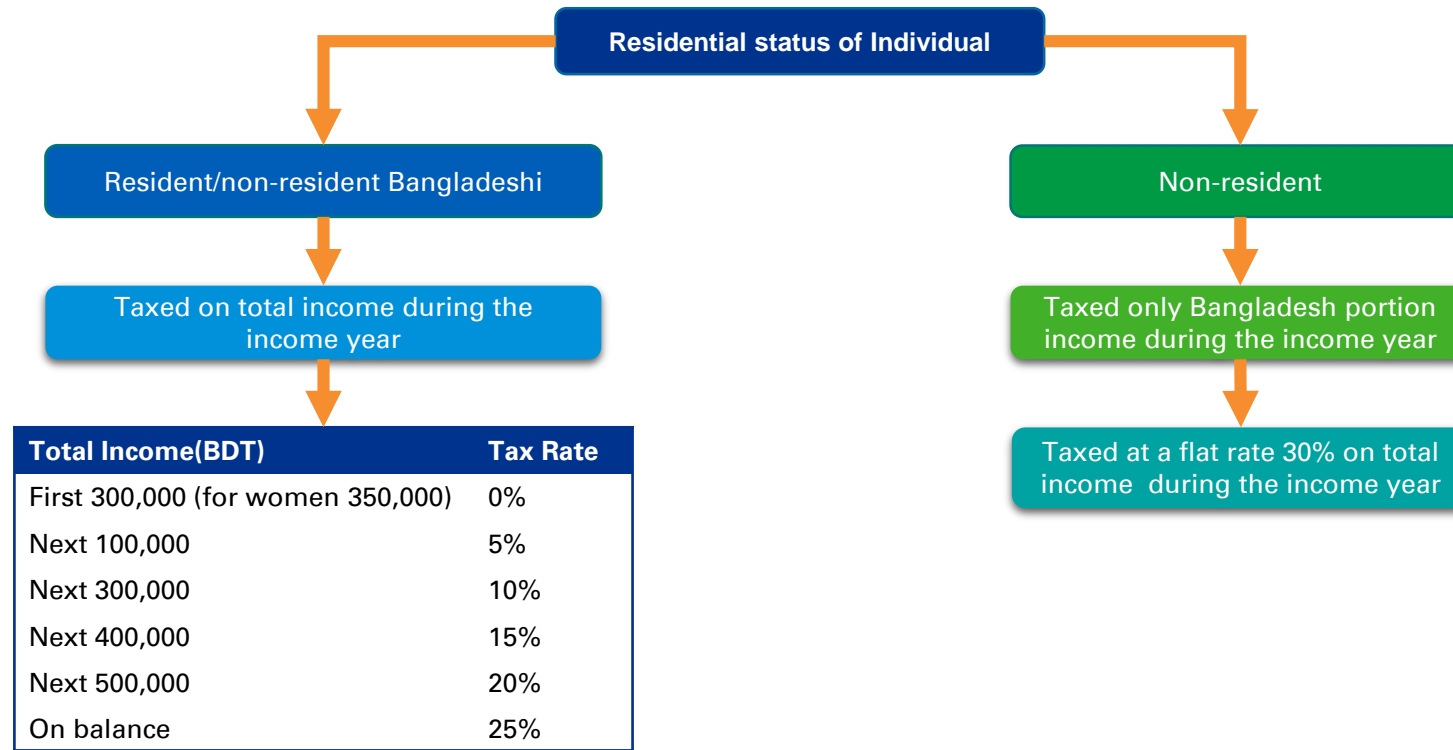 Residential status of Individual
Resident/non-resident Bangladeshi
Non-resident
Taxed on total income during the
income year
Taxed only Bangladesh portion
income during the income year
Total Income(BDT) Tax Rate
First 300,000 (for women 350,000) 0%
Next 100,000 5%
Next 300,000 10%
Next 400,000 15%
Next 500,000 20%
On balance 25%
Taxed at a flat rate 30% on total
income during the income year